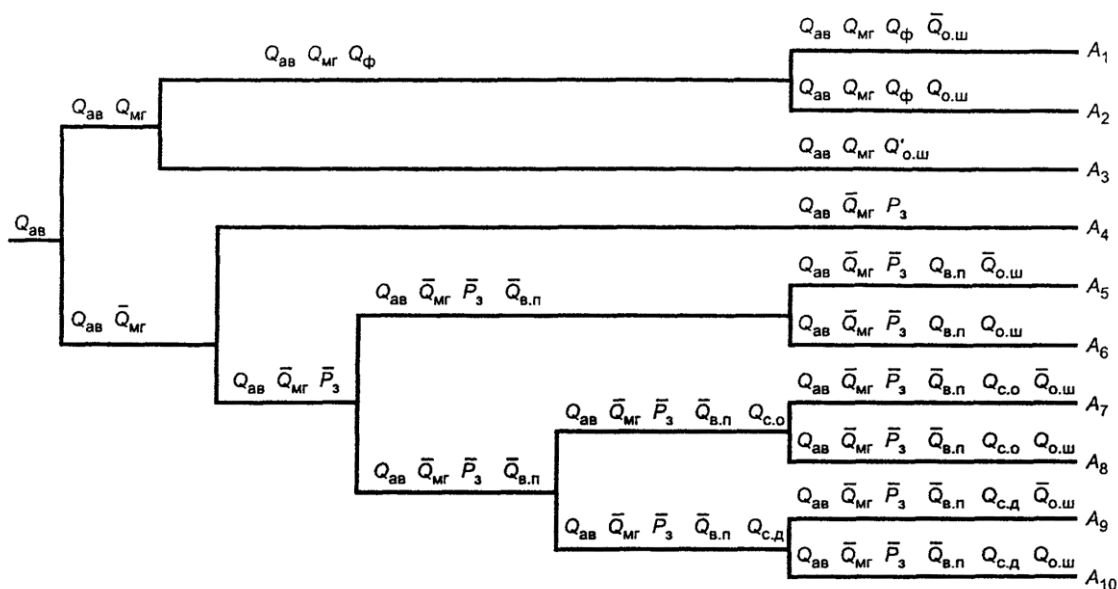 Q_ав Q_мг Q_ф Q̄_о.ш
A_1
Q_ав Q_мг Q_ф
Q_ав Q_мг Q_ф Q_о.ш
A_2
Q_ав Q_мг
Q_ав Q_мг Q'_о.ш
A_3
Q_ав Q̄_мг P_з
A_4
Q_ав
Q_ав Q̄_мг P̄_з Q_в.п Q̄_о.ш
A_5
Q_ав Q̄_мг P̄_з Q̄_в.п
Q_ав Q̄_мг
Q_ав Q̄_мг P̄_з Q_в.п Q_о.ш
A_6
Q_ав Q̄_мг P̄_з
Q_ав Q̄_мг P̄_з Q̄_в.п Q_с.о Q̄_о.ш
A_7
Q_ав Q̄_мг P̄_з Q̄_в.п Q_с.о
Q_ав Q̄_мг P̄_з Q̄_в.п Q_с.о Q_о.ш
A_8
Q_ав Q̄_мг P̄_з Q̄_в.п
Q_ав Q̄_мг P̄_з Q̄_в.п Q_с.д Q̄_о.ш
A_9
Q_ав Q̄_мг P̄_з Q̄_в.п Q_с.д
Q_ав Q̄_мг P̄_з Q̄_в.п Q_с.д Q_о.ш
A_10